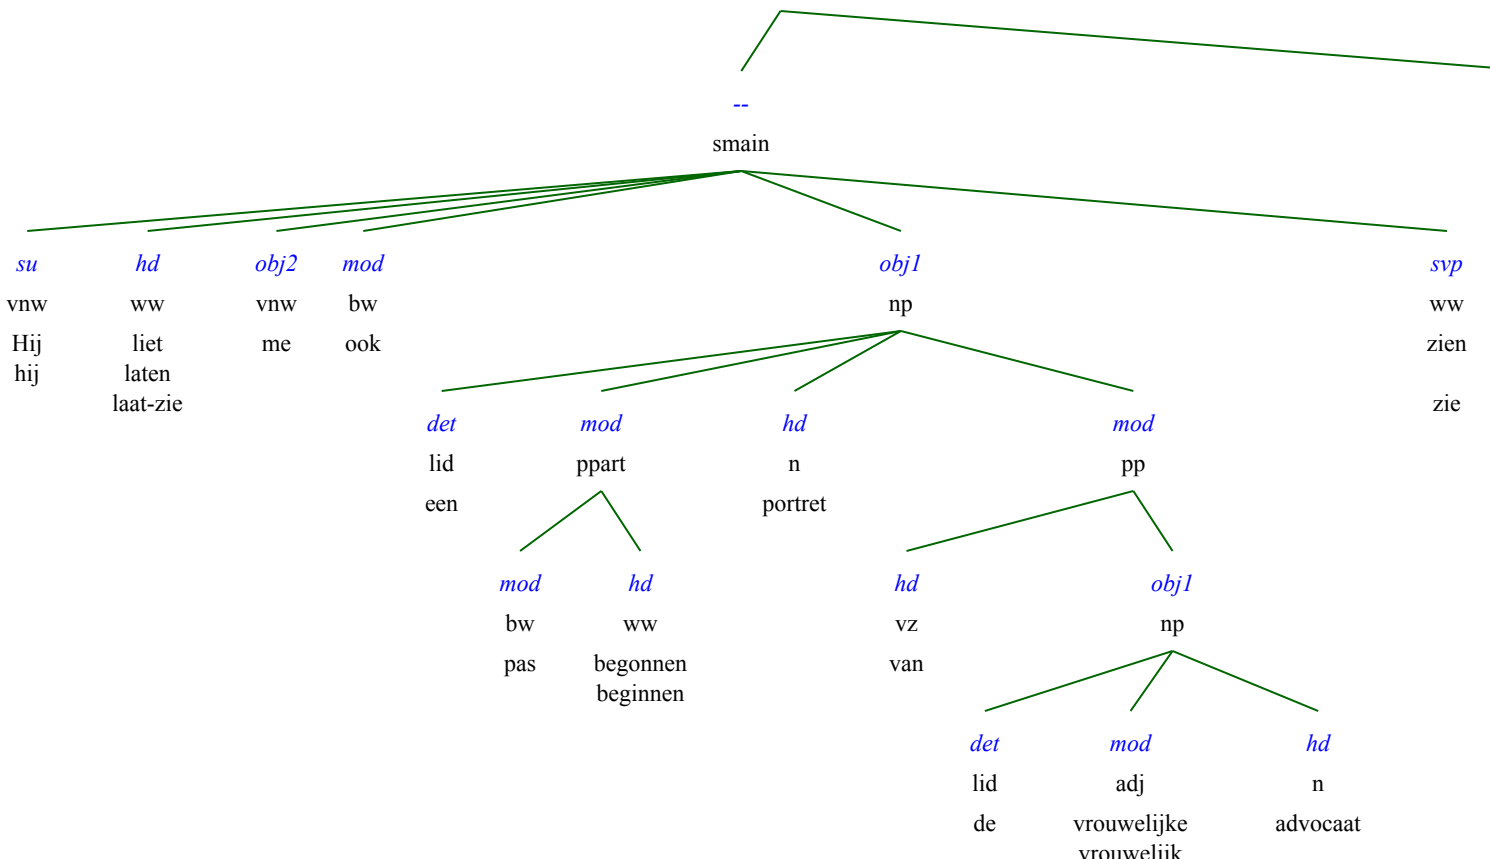 --
smain
su hd obj2 mod obj1 svp
vnw ww vnw bw np ww
Hij liet me ook zien
hij laten
laat-zie zie
det mod hd mod
lid ppart n pp
een portret
mod hd hd obj1
bw ww vz np
pas begonnen van
beginnen
det mod hd
lid adj n
de vrouwelijke advocaat
vrouwelijk